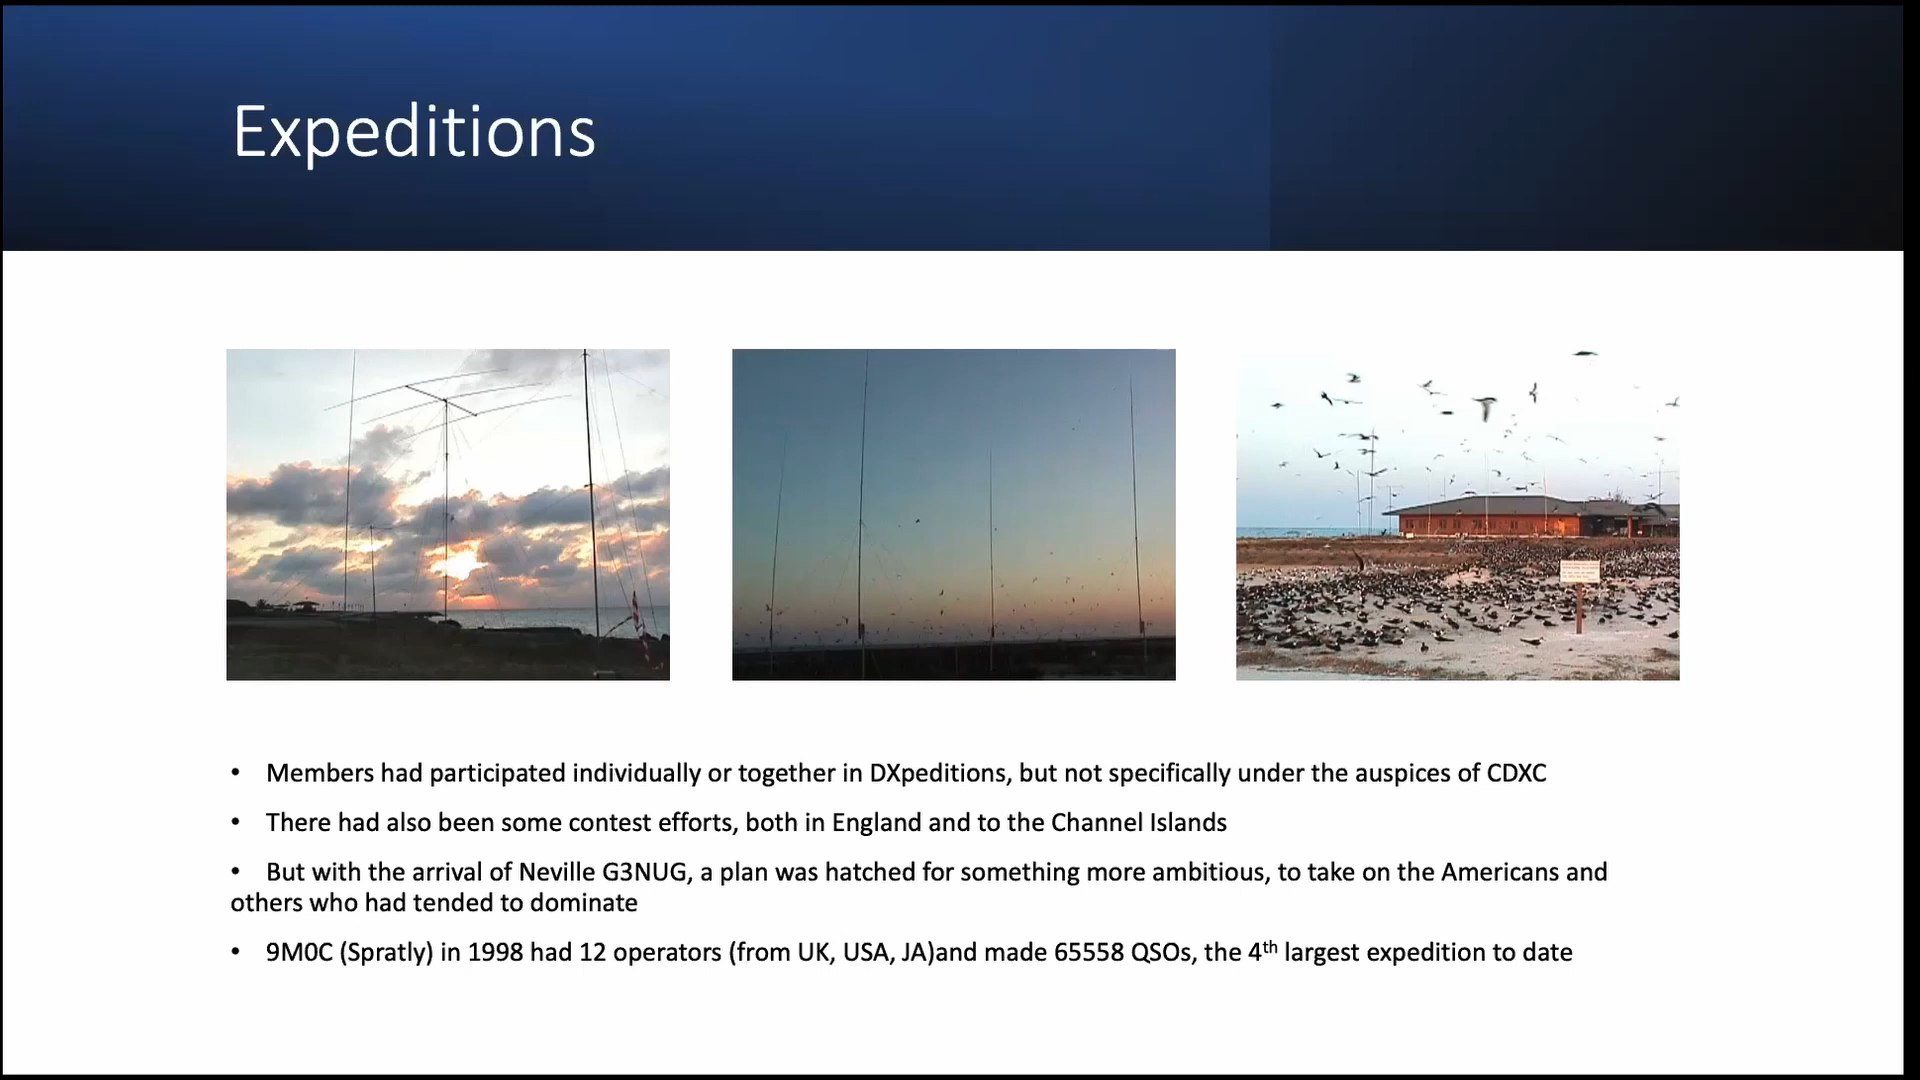 Expeditions
• Members had participated individually or together in DXpeditions, but not specifically under the auspices of CDXC
• There had also been some contest efforts, both in England and to the Channel Islands
• But with the arrival of Neville G3NUG, a plan was hatched for something more ambitious, to take on the Americans and
others who had tended to dominate
• 9M0C (Spratly) in 1998 had 12 operators (from UK, USA, JA)and made 65558 QSOs, the 4th largest expedition to date